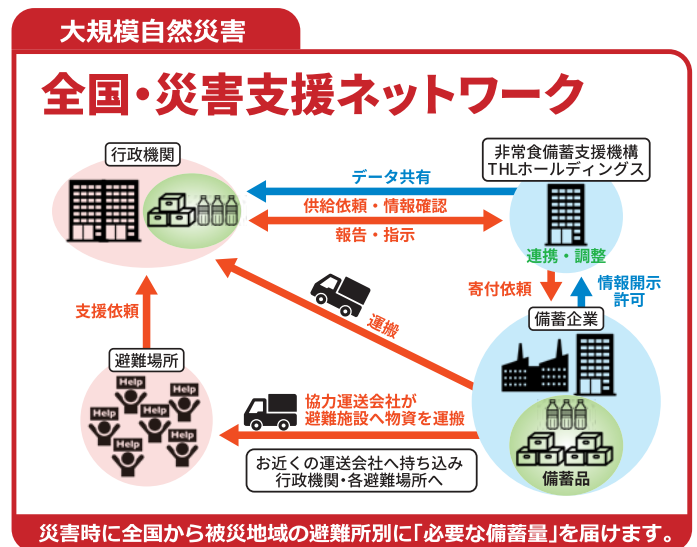 大規模自然災害
全国・災害支援ネットワーク
行政機関
非常食備蓄支援機構
THLホールディングス
データ共有
供給依頼・情報確認
報告・指示
連携・調整
寄付依頼
情報開示
許可
支援依頼
運搬
備蓄企業
避難場所
Help
Help
Help
Help
Help
Help
協力運送会社が
避難施設へ物資を運搬
お近くの運送会社へ持ち込み
行政機関・各避難場所へ
備蓄品
災害時に全国から被災地域の避難所別に「必要な備蓄量」を届けます。